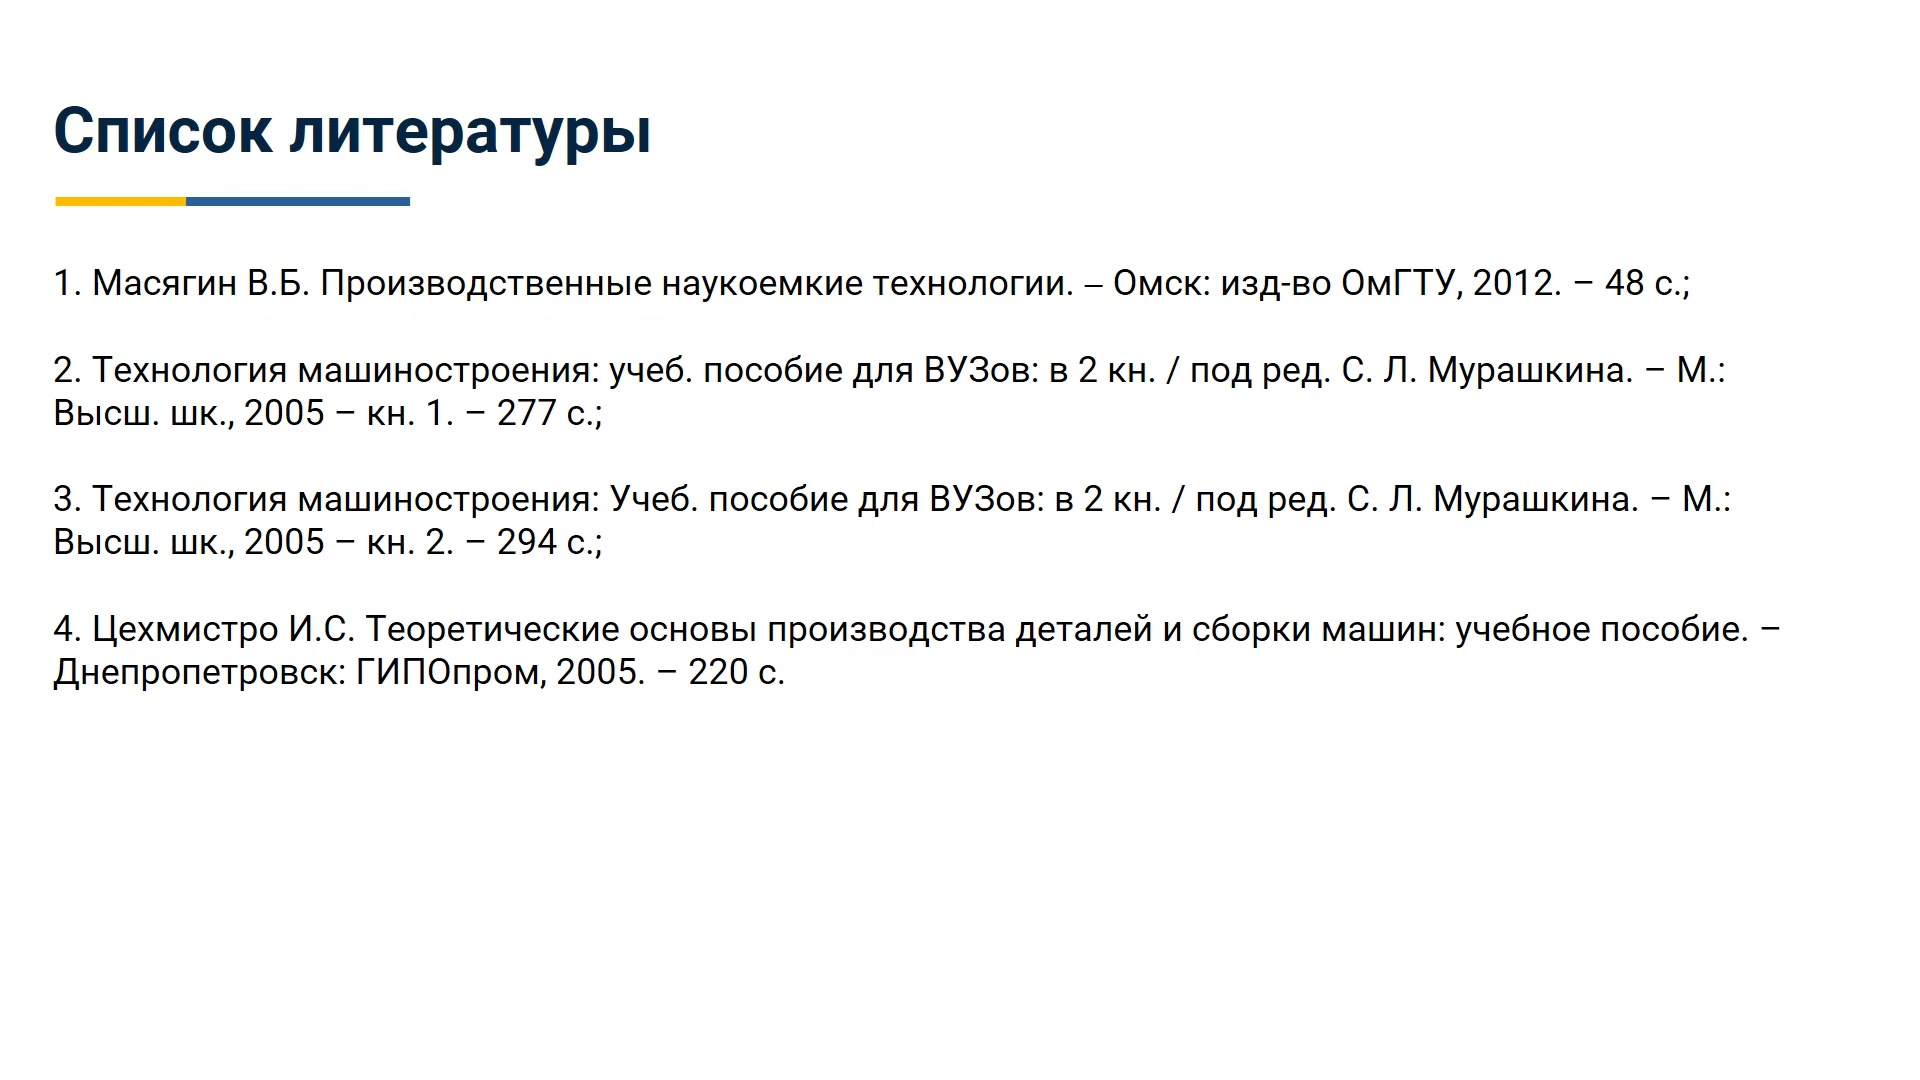 Список литературы
1. Масягин В.Б. Производственные наукоемкие технологии. – Омск: изд-во ОмГТУ, 2012. – 48 с.;
2. Технология машиностроения: учеб. пособие для ВУЗов: в 2 кн. / под ред. С. Л. Мурашкина. – М.:
Высш. шк., 2005 – кн. 1. – 277 с.;
3. Технология машиностроения: Учеб. пособие для ВУЗов: в 2 кн. / под ред. С. Л. Мурашкина. – М.:
Высш. шк., 2005 – кн. 2. – 294 с.;
4. Цехмистро И.С. Теоретические основы производства деталей и сборки машин: учебное пособие. –
Днепропетровск: ГИПОпром, 2005. – 220 с.